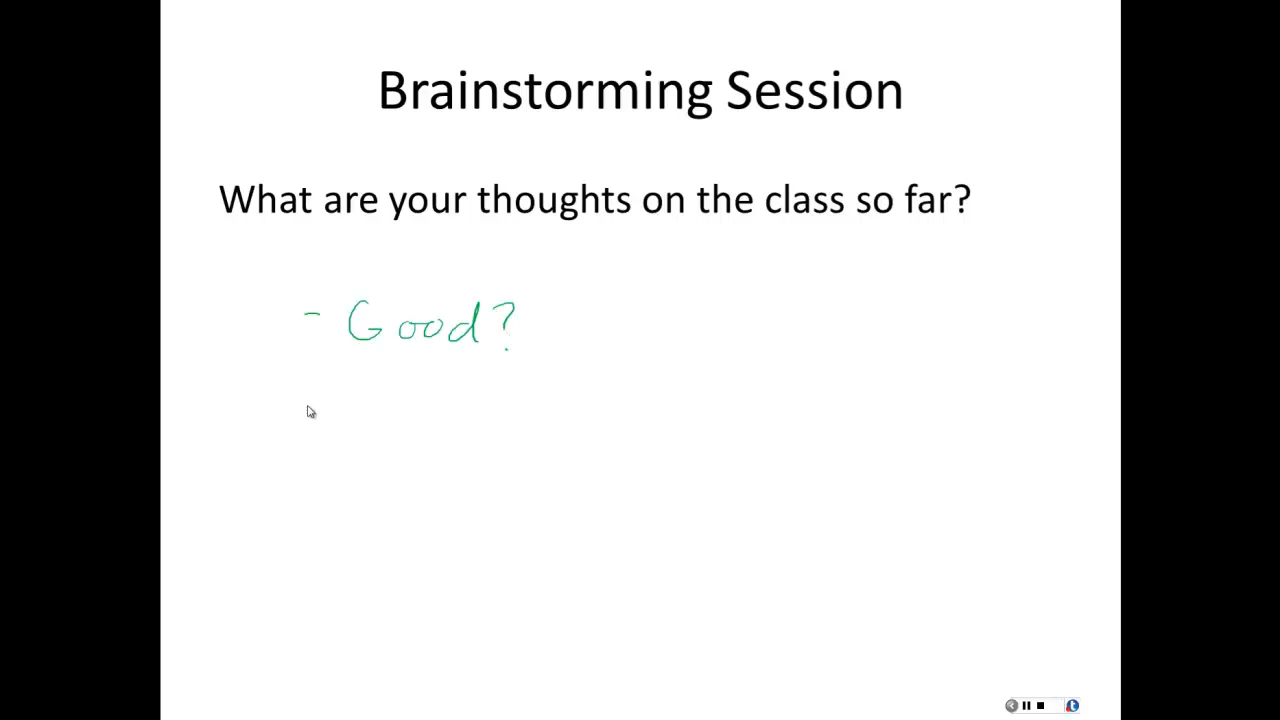 Brainstorming Session
What are your thoughts on the class so far?
- Good?